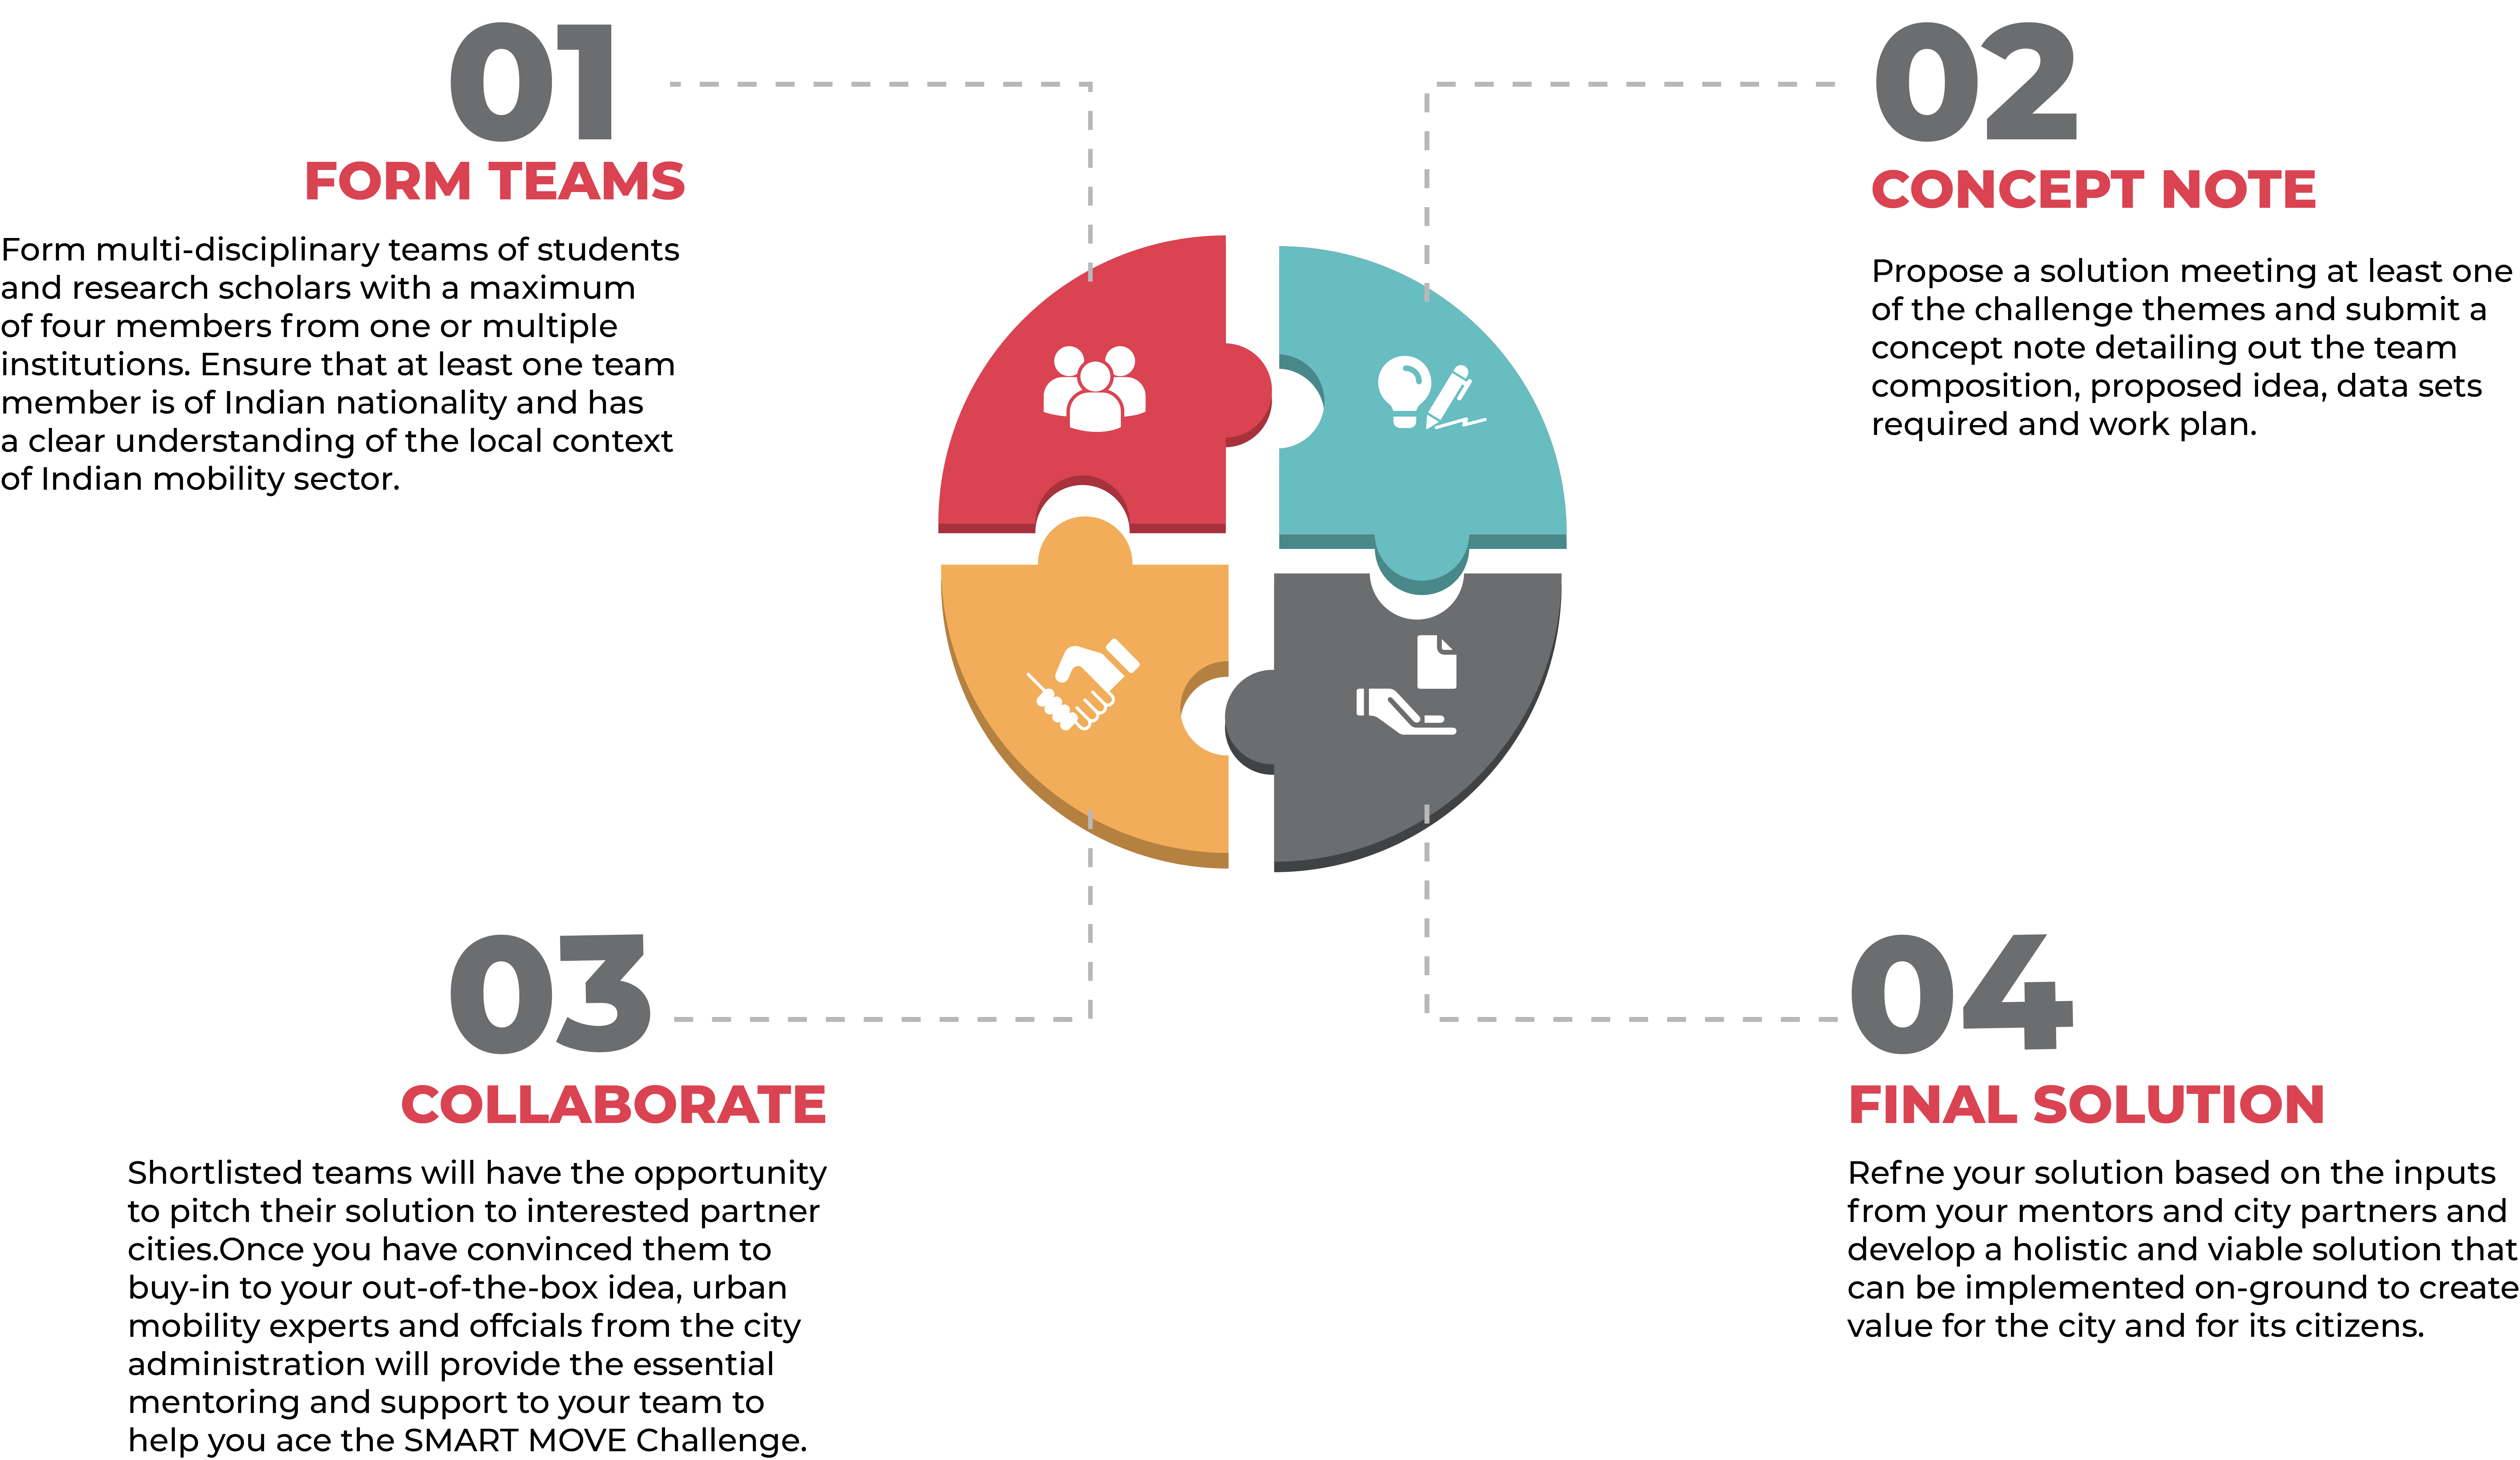 01
FORM TEAMS
Form multi-disciplinary teams of students
and research scholars with a maximum
of four members from one or multiple
institutions. Ensure that at least one team
member is of Indian nationality and has
a clear understanding of the local context
of Indian mobility sector.
02
CONCEPT NOTE
Propose a solution meeting at least one
of the challenge themes and submit a
concept note detailing out the team
composition, proposed idea, data sets
required and work plan.
03
COLLABORATE
Shortlisted teams will have the opportunity
to pitch their solution to interested partner
cities.Once you have convinced them to
buy-in to your out-of-the-box idea, urban
mobility experts and offcials from the city
administration will provide the essential
mentoring and support to your team to
help you ace the SMART MOVE Challenge.
04
FINAL SOLUTION
Refne your solution based on the inputs
from your mentors and city partners and
develop a holistic and viable solution that
can be implemented on-ground to create
value for the city and for its citizens.